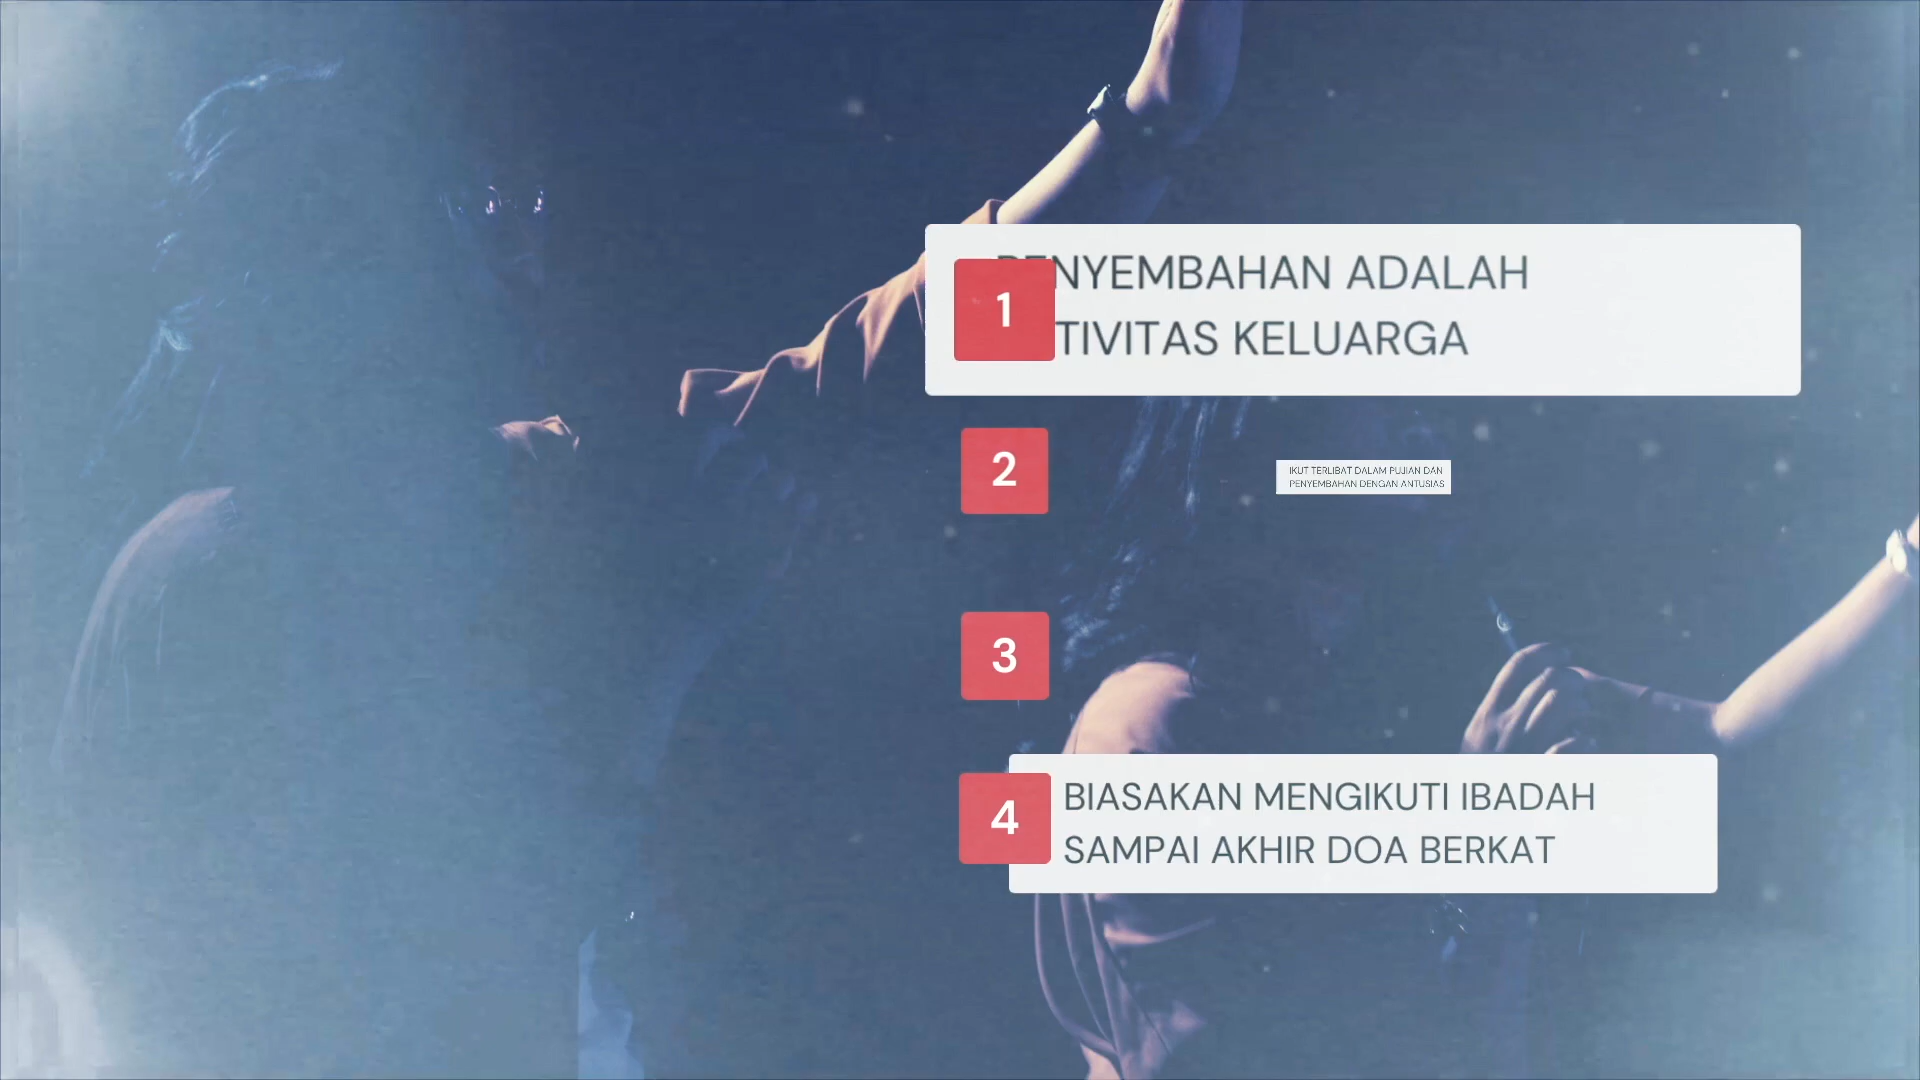 1
PENYEMBAHAN ADALAH
TIVITAS KELUARGA
2
IKUT TERLIBAT DALAM PUJIAN DAN
PENYEMBAHAN DENGAN ANTUSIAS
3
4
BIASAKAN MENGIKUTI IBADAH
SAMPAI AKHIR DOA BERKAT